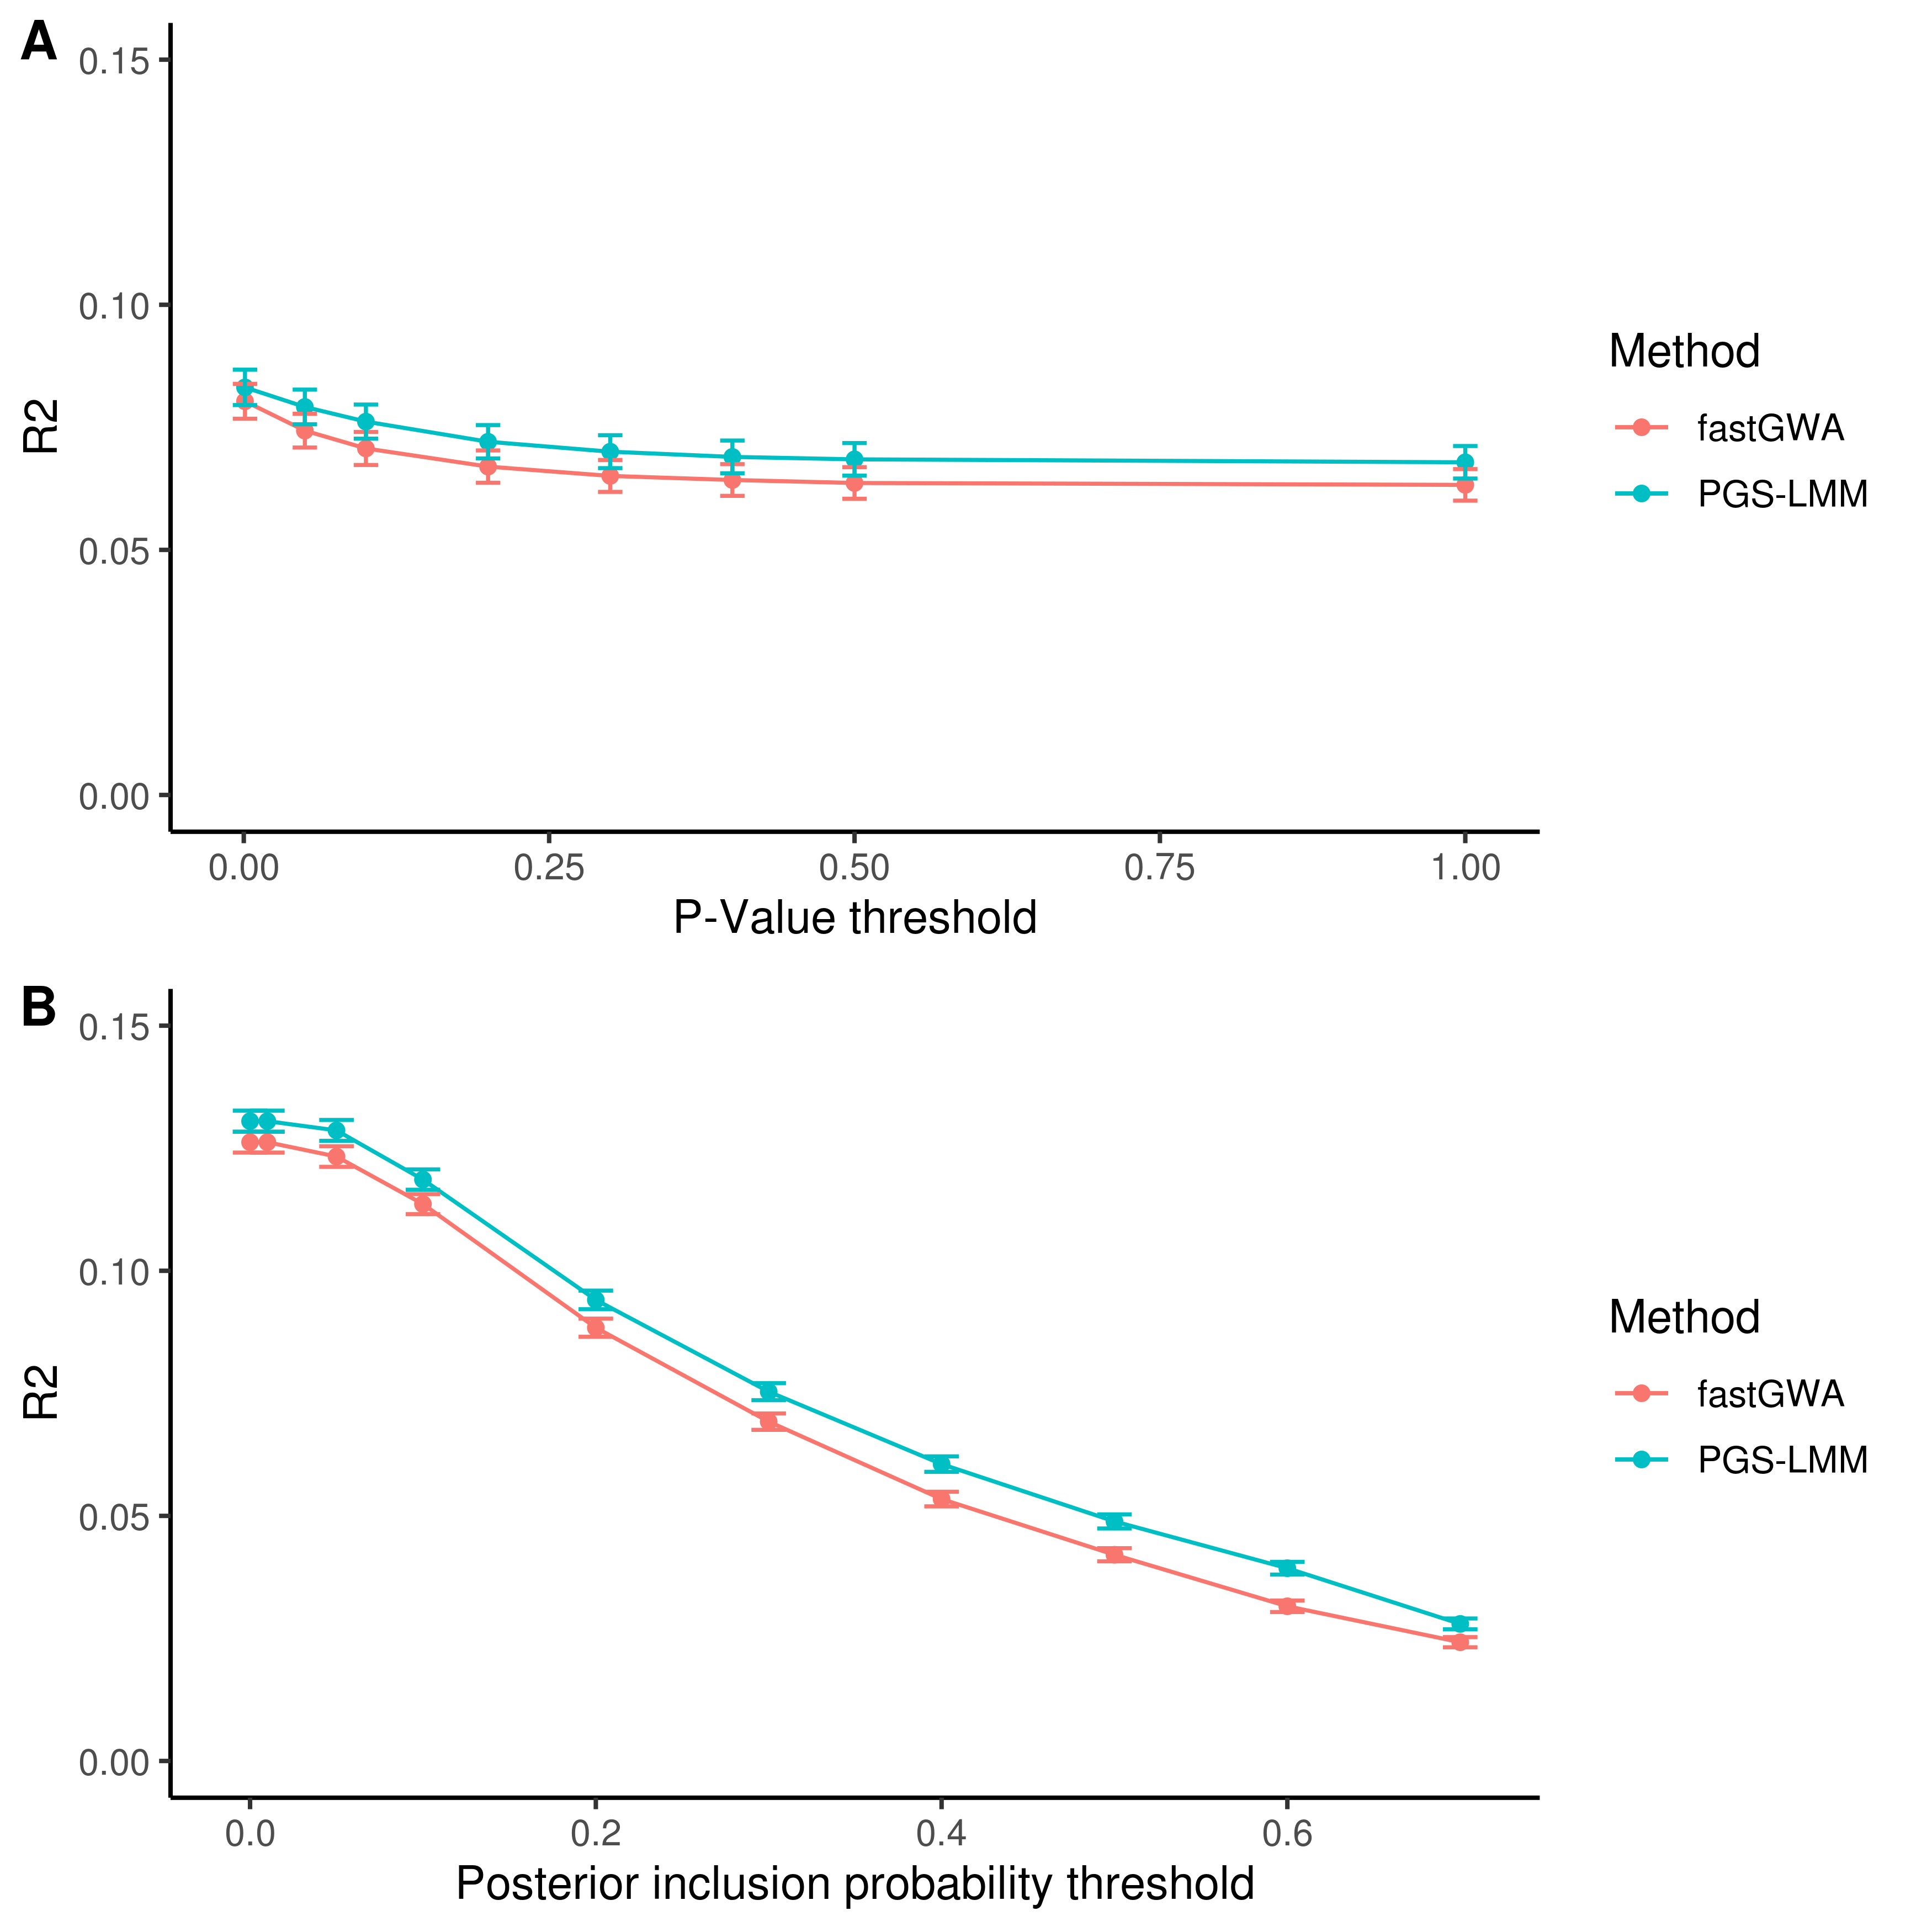 A
0.15
0.10
0.05
0.00
R2
0.00 0.25 0.50 0.75 1.00
P-Value threshold
Method
fastGWA
PGS-LMM
B
0.15
0.10
0.05
0.00
R2
0.0 0.2 0.4 0.6
Posterior inclusion probability threshold
Method
fastGWA
PGS-LMM